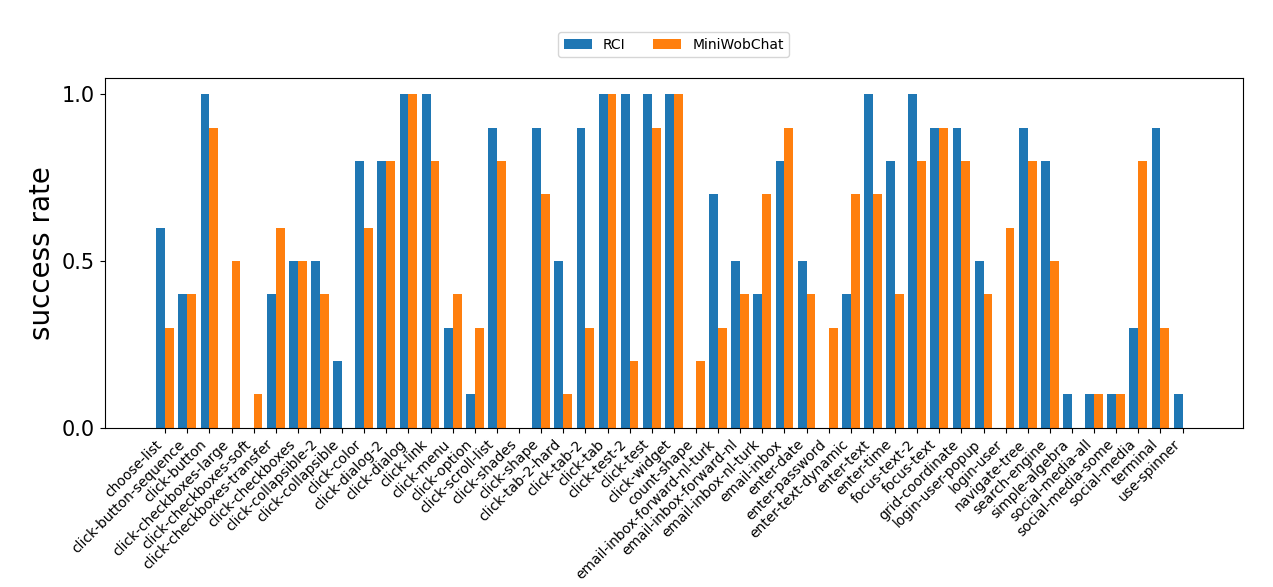 RCI
MiniWobChat
success rate
1.0
0.5
0.0
choose-list
click-button-sequence
click-button
click-checkboxes-large
click-checkboxes-soft
click-checkboxes-transfer
click-checkboxes
click-collapsible-2
click-collapsible
click-color
click-dialog-2
click-dialog
click-link
click-menu
click-option
click-scroll-list
click-shades
click-shape
click-tab-2-hard
click-tab-2
click-tab
click-test-2
click-test
click-widget
count-shape
email-inbox-forward-nl-turk
email-inbox-forward-nl
email-inbox-nl-turk
email-inbox
enter-date
enter-password
enter-text-dynamic
enter-text
enter-time
focus-text-2
focus-text
grid-coordinate
login-user-popup
login-user
navigate-tree
search-engine
simple-algebra
social-media-all
social-media-some
social-media
terminal
use-spinner